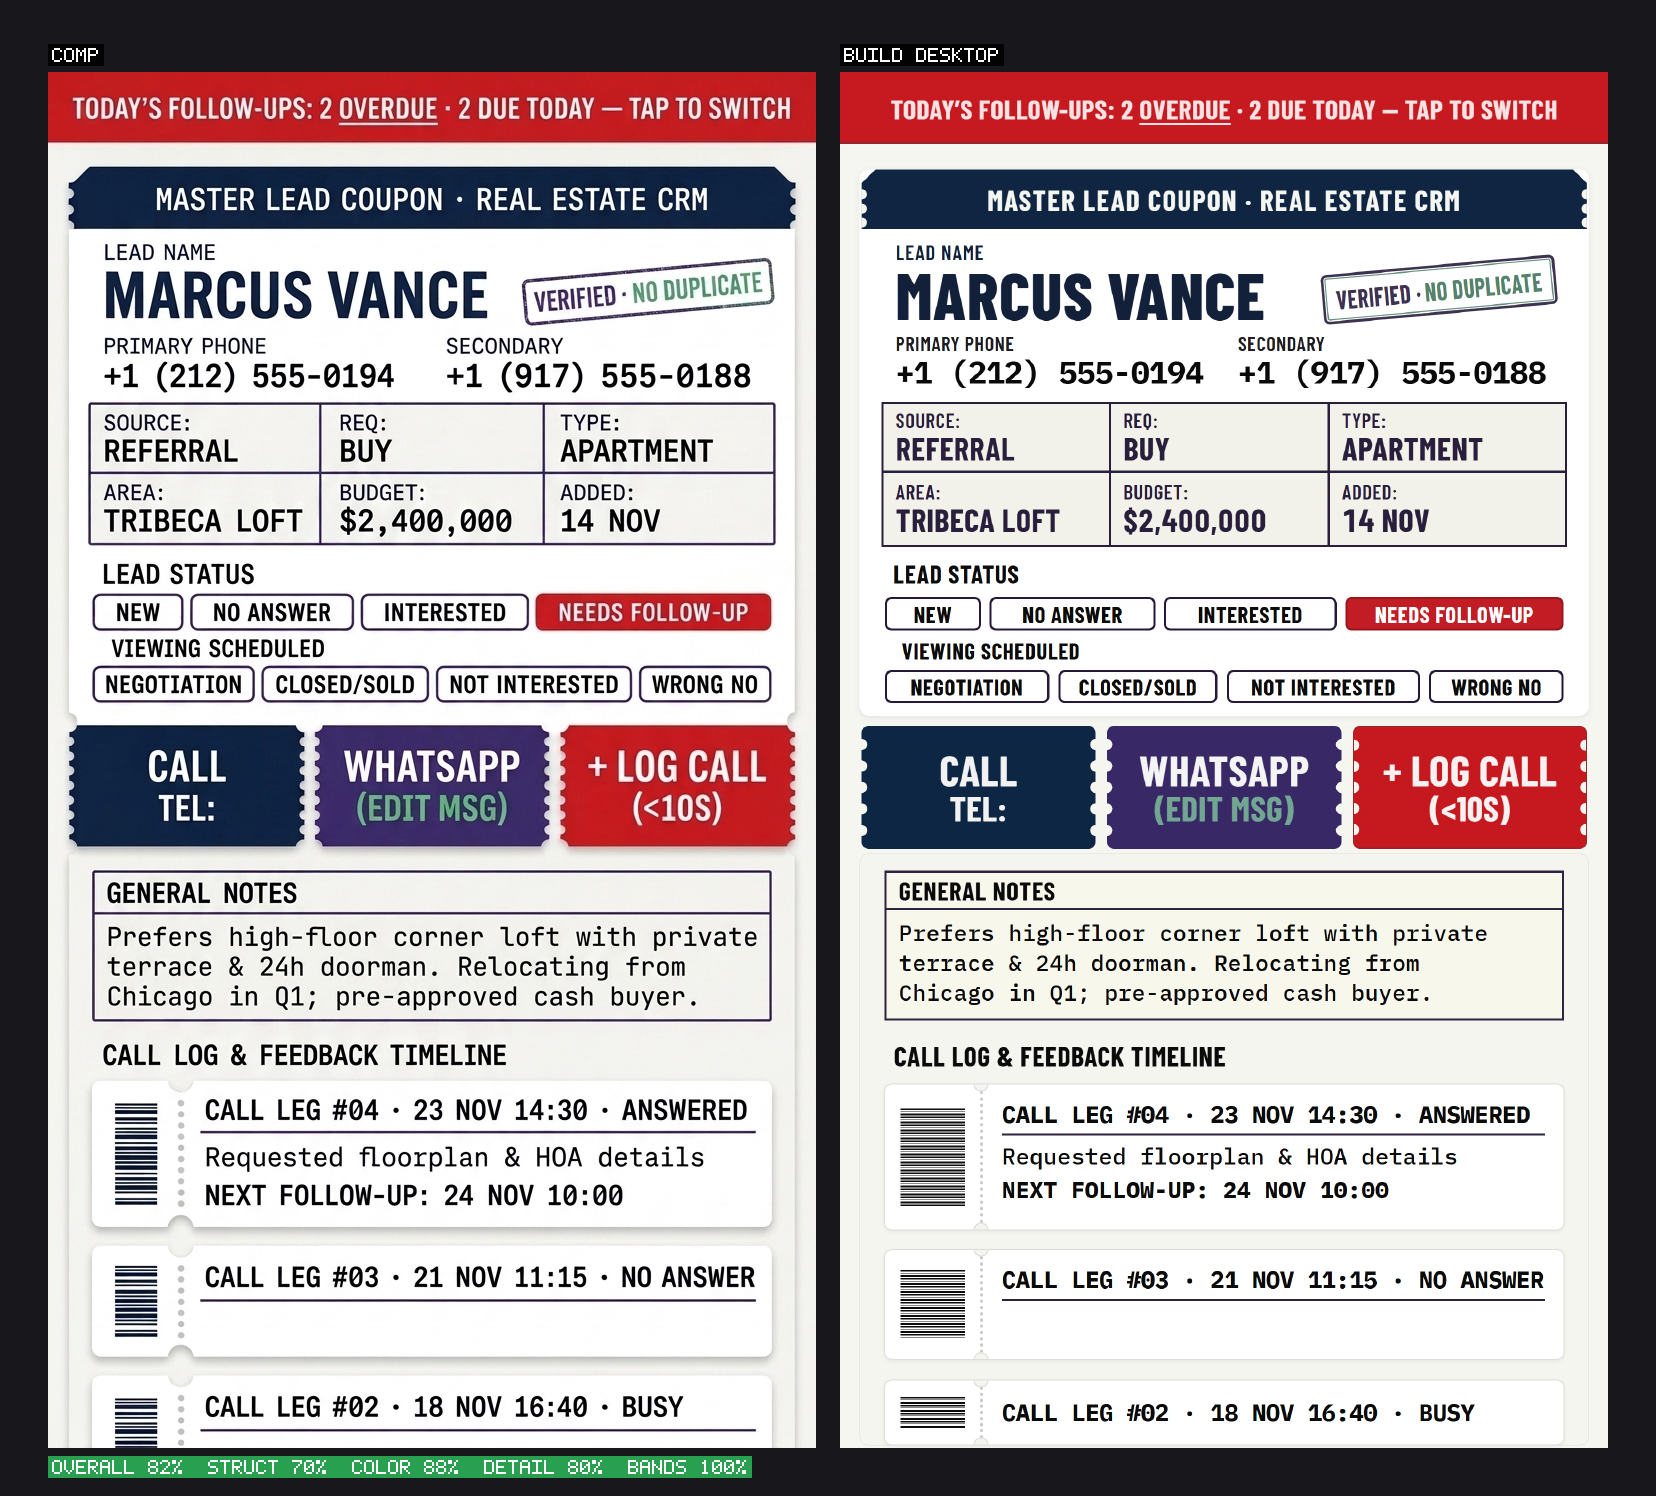 COMP
TODAY'S FOLLOW-UPS: 2 OVERDUE · 2 DUE TODAY — TAP TO SWITCH
MASTER LEAD COUPON · REAL ESTATE CRM
LEAD NAME
MARCUS VANCE
VERIFIED · NO DUPLICATE
PRIMARY PHONE SECONDARY
+1 (212) 555-0194 +1 (917) 555-0188
SOURCE: REQ: TYPE:
REFERRAL BUY APARTMENT
AREA: BUDGET: ADDED:
TRIBECA LOFT $2,400,000 14 NOV
LEAD STATUS
NEW NO ANSWER INTERESTED NEEDS FOLLOW-UP
VIEWING SCHEDULED
NEGOTIATION CLOSED/SOLD NOT INTERESTED WRONG NO
CALL WHATSAPP + LOG CALL
TEL: (EDIT MSG) (<10S)
GENERAL NOTES
Prefers high-floor corner loft with private
terrace & 24h doorman. Relocating from
Chicago in Q1; pre-approved cash buyer.
CALL LOG & FEEDBACK TIMELINE
CALL LEG #04 · 23 NOV 14:30 · ANSWERED
Requested floorplan & HOA details
NEXT FOLLOW-UP: 24 NOV 10:00
CALL LEG #03 · 21 NOV 11:15 · NO ANSWER
CALL LEG #02 · 18 NOV 16:40 · BUSY
BUILD DESKTOP
TODAY'S FOLLOW-UPS: 2 OVERDUE · 2 DUE TODAY — TAP TO SWITCH
MASTER LEAD COUPON · REAL ESTATE CRM
LEAD NAME
MARCUS VANCE
VERIFIED · NO DUPLICATE
PRIMARY PHONE SECONDARY
+1 (212) 555-0194 +1 (917) 555-0188
SOURCE: REQ: TYPE:
REFERRAL BUY APARTMENT
AREA: BUDGET: ADDED:
TRIBECA LOFT $2,400,000 14 NOV
LEAD STATUS
NEW NO ANSWER INTERESTED NEEDS FOLLOW-UP
VIEWING SCHEDULED
NEGOTIATION CLOSED/SOLD NOT INTERESTED WRONG NO
CALL WHATSAPP + LOG CALL
TEL: (EDIT MSG) (<10S)
GENERAL NOTES
Prefers high-floor corner loft with private
terrace & 24h doorman. Relocating from
Chicago in Q1; pre-approved cash buyer.
CALL LOG & FEEDBACK TIMELINE
CALL LEG #04 · 23 NOV 14:30 · ANSWERED
Requested floorplan & HOA details
NEXT FOLLOW-UP: 24 NOV 10:00
CALL LEG #03 · 21 NOV 11:15 · NO ANSWER
CALL LEG #02 · 18 NOV 16:40 · BUSY
OVERALL 82% STRUCT 70% COLOR 88% DETAIL 80% BANDS 100%